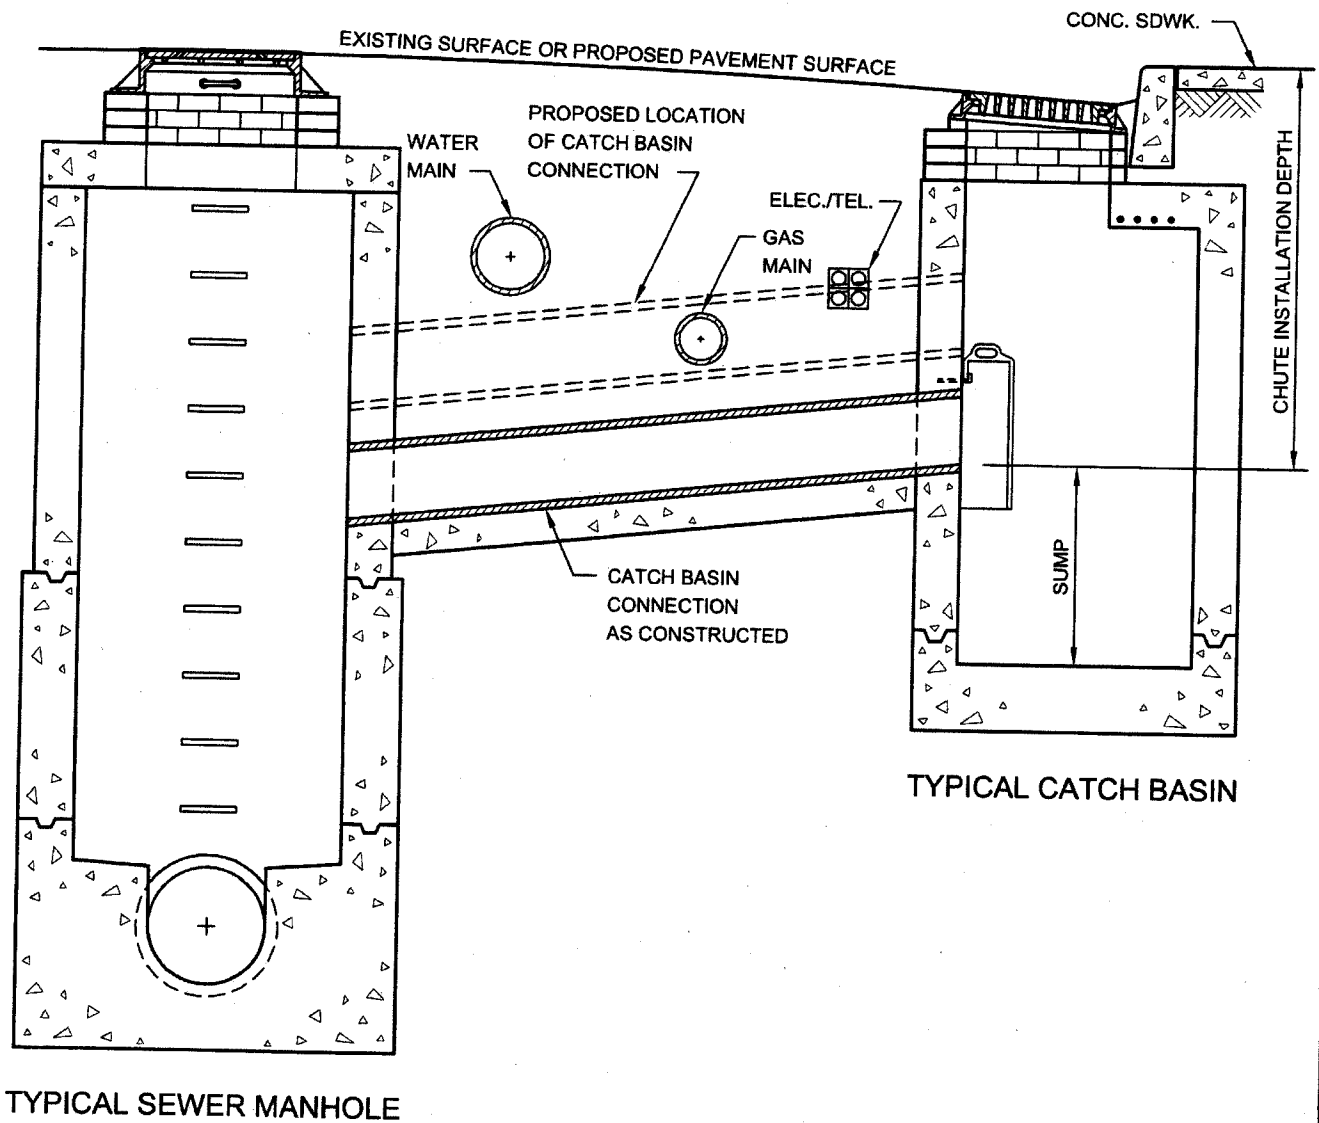 CONC. SDWK.
EXISTING SURFACE OR PROPOSED PAVEMENT SURFACE
PROPOSED LOCATION
OF CATCH BASIN
CONNECTION
WATER
MAIN
ELEC./TEL.
GAS
MAIN
CHUTE INSTALLATION DEPTH
SUMP
CATCH BASIN
CONNECTION
AS CONSTRUCTED
TYPICAL CATCH BASIN
TYPICAL SEWER MANHOLE